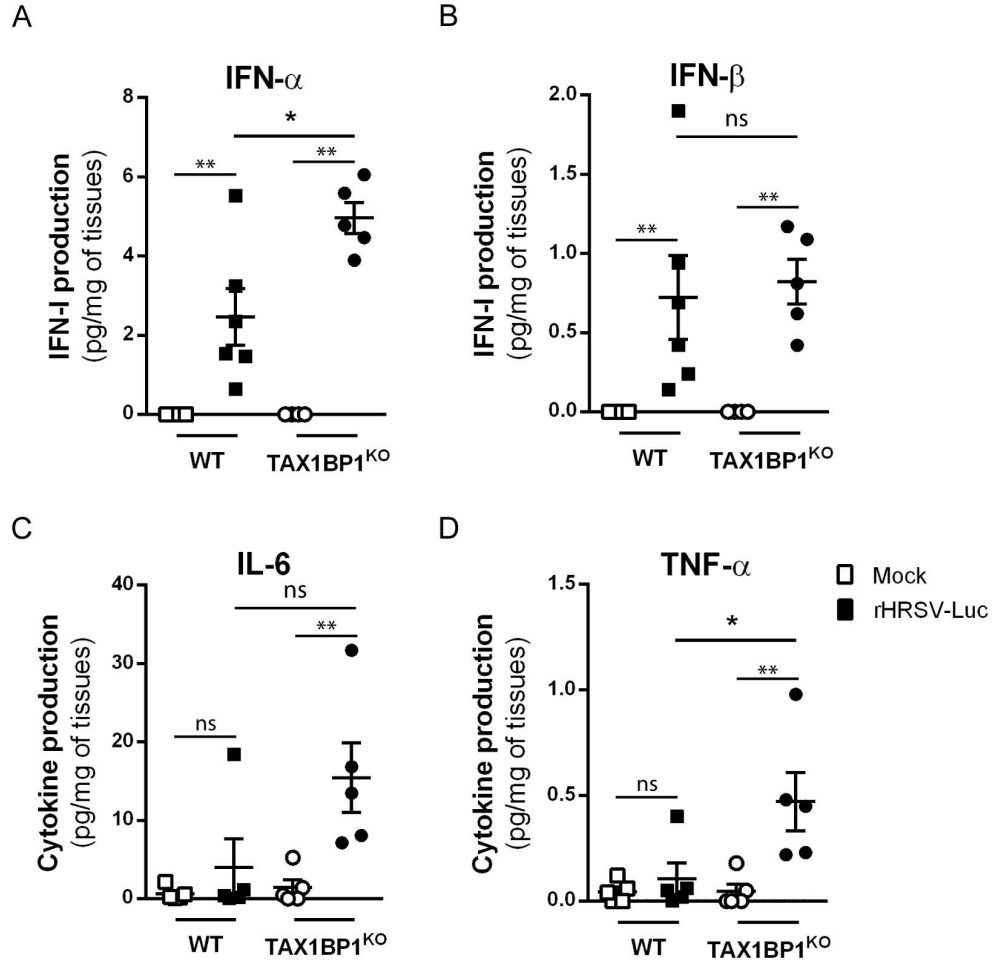 A
IFN-α
IFN-I production
(pg/mg of tissues)
8
6
4
2
0
**
*
**
WT
TAX1BP1KO
B
IFN-β
IFN-I production
(pg/mg of tissues)
2.0
1.5
1.0
0.5
0.0
**
ns
**
WT
TAX1BP1KO
C
IL-6
Cytokine production
(pg/mg of tissues)
40
30
20
10
0
ns
ns
**
WT
TAX1BP1KO
D
TNF-α
Cytokine production
(pg/mg of tissues)
1.5
1.0
0.5
0.0
ns
*
**
WT
TAX1BP1KO
Mock
rHRSV-Luc